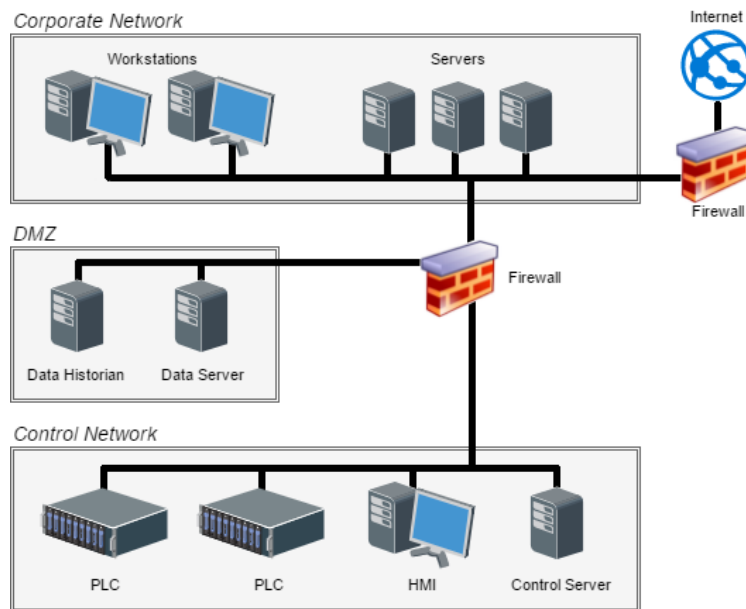 Corporate Network
Internet
Workstations
Servers
Firewall
DMZ
Firewall
Data Historian
Data Server
Control Network
PLC
PLC
HMI
Control Server